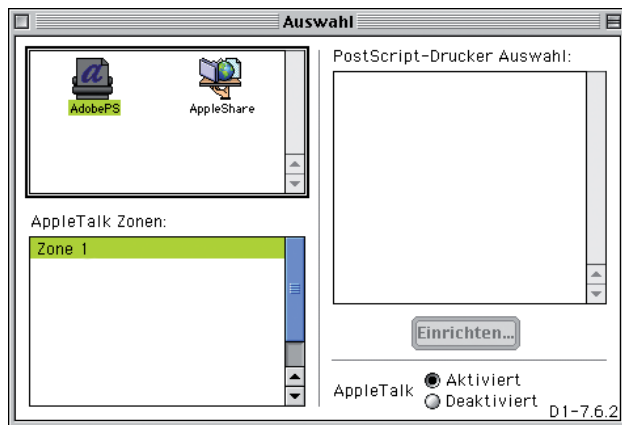 Auswahl
AdobePS
AppleShare
PostScript-Drucker Auswahl:
AppleTalk Zonen:
Zone 1
Einrichten...
AppleTalk
Aktiviert
Deaktiviert
D1-7.6.2